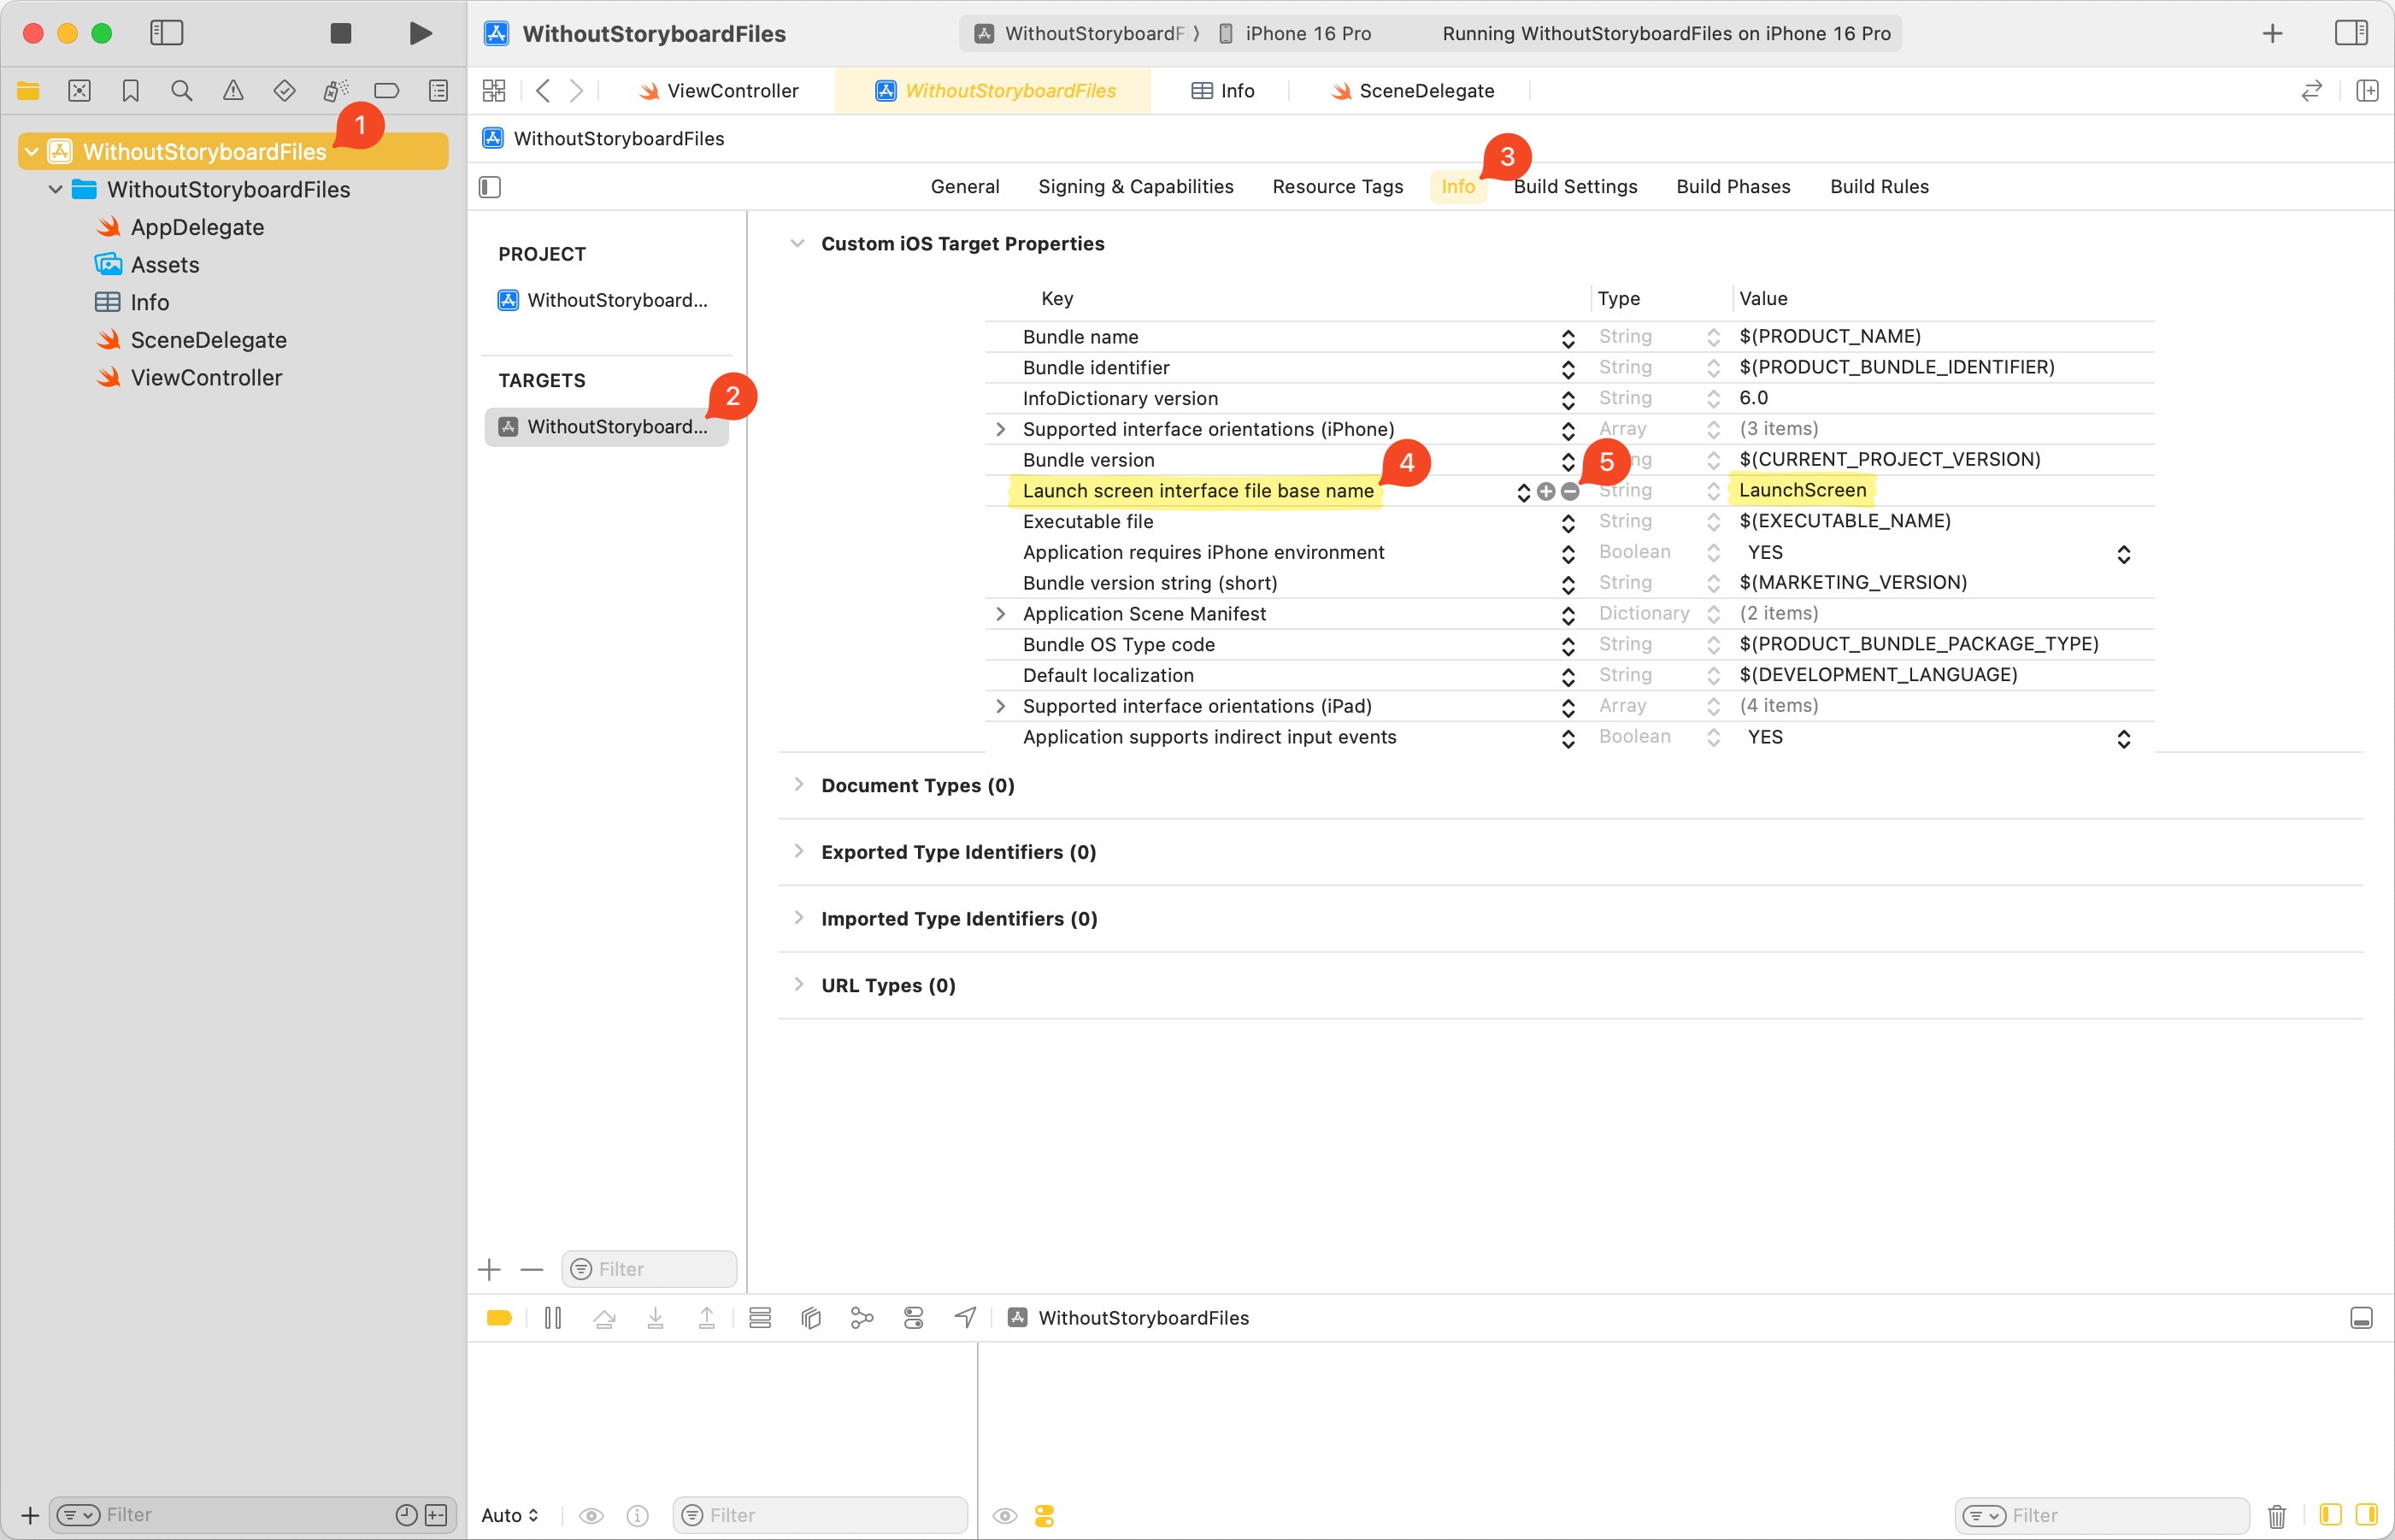 WithoutStoryboardFiles
WithoutStoryboardF
iPhone 16 Pro
Running WithoutStoryboardFiles on iPhone 16 Pro
ViewController
WithoutStoryboardFiles
Info
SceneDelegate
1
WithoutStoryboardFiles
WithoutStoryboardFiles
AppDelegate
Assets
Info
SceneDelegate
ViewController
Filter
WithoutStoryboardFiles
3
General
Signing & Capabilities
Resource Tags
Info
Build Settings
Build Phases
Build Rules
PROJECT
WithoutStoryboard...
TARGETS
2
WithoutStoryboard...
Filter
Custom iOS Target Properties
Key Type Value
Bundle name String $(PRODUCT_NAME)
Bundle identifier String $(PRODUCT_BUNDLE_IDENTIFIER)
InfoDictionary version String 6.0
Supported interface orientations (iPhone) Array (3 items)
Bundle version ng $(CURRENT_PROJECT_VERSION)
4
5
Launch screen interface file base name String LaunchScreen
Executable file String $(EXECUTABLE_NAME)
Application requires iPhone environment Boolean YES
Bundle version string (short) String $(MARKETING_VERSION)
Application Scene Manifest Dictionary (2 items)
Bundle OS Type code String $(PRODUCT_BUNDLE_PACKAGE_TYPE)
Default localization String $(DEVELOPMENT_LANGUAGE)
Supported interface orientations (iPad) Array (4 items)
Application supports indirect input events Boolean YES
Document Types (0)
Exported Type Identifiers (0)
Imported Type Identifiers (0)
URL Types (0)
WithoutStoryboardFiles
Auto
Filter
Filter